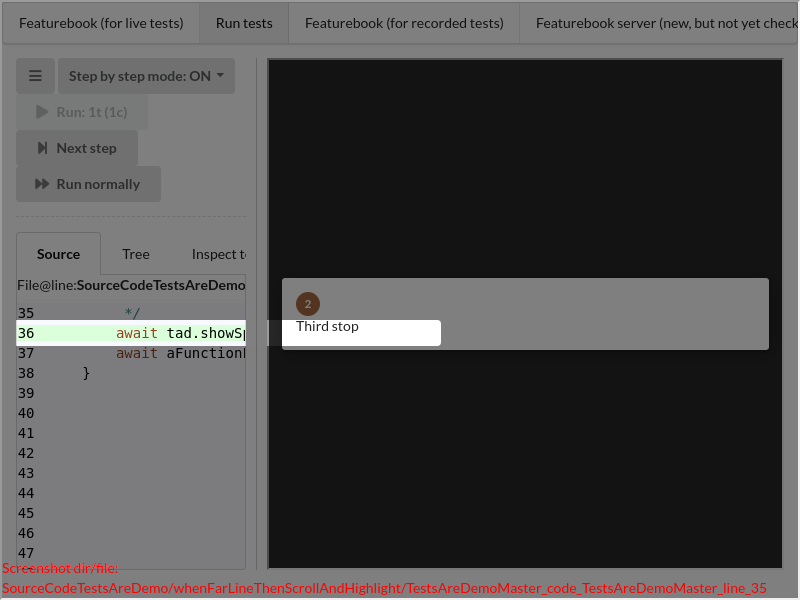 Featurebook (for live tests) Run tests Featurebook (for recorded tests) Featurebook server (new, but not yet check
Step by step mode: ON
Run: 1t (1c)
Next step
Run normally
Source Tree Inspect t
File@line:SourceCodeTestsAreDemo
35 */
36 await tad.showS
37 await aFunction
38 }
39
40
41
42
43
44
45
46
47
2
Third stop
Screenshot dir/file:
SourceCodeTestsAreDemo/whenFarLineThenScrollAndHighlight/TestsAreDemoMaster_code_TestsAreDemoMaster_line_35